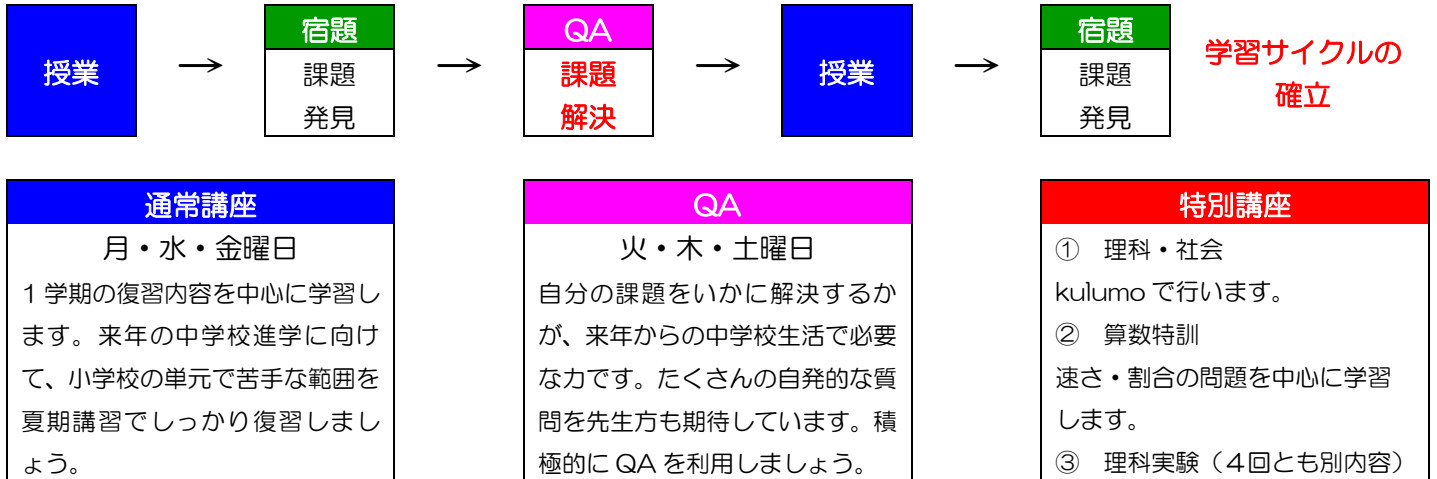 授業 → 宿題 課題 発見 → QA 課題 解決 → 授業 → 宿題 課題 発見
学習サイクルの
確立
通常講座
月・水・金曜日
1学期の復習内容を中心に学習し
ます。来年の中学校進学に向け
て、小学校の単元で苦手な範囲を
夏期講習でしっかり復習しまし
ょう。
QA
火・木・土曜日
自分の課題をいかに解決するか
が、来年からの中学校生活で必要
な力です。たくさんの自発的な質
問を先生方も期待しています。積
極的に QA を利用しましょう。
特別講座
① 理科・社会
kulumo で行います。
② 算数特訓
速さ・割合の問題を中心に学習
します。
③ 理科実験（４回とも別内容）